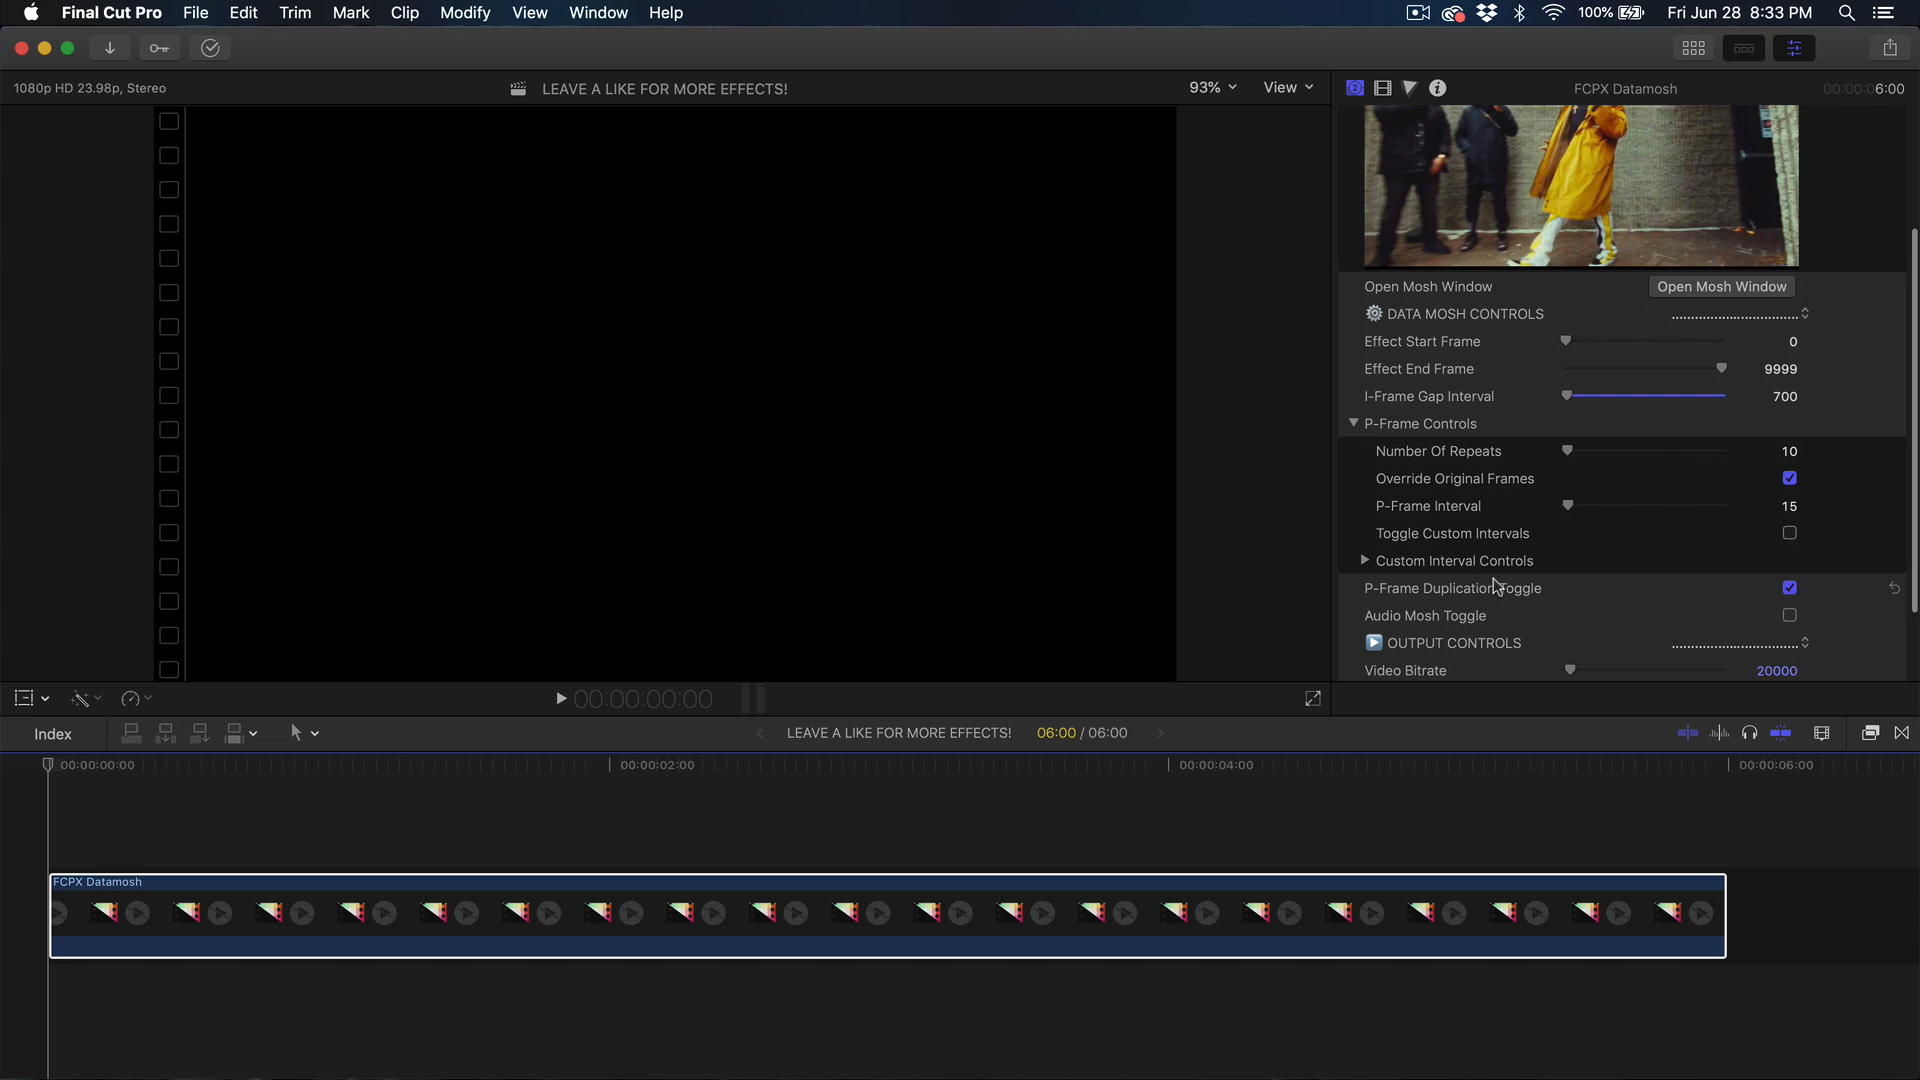 Final Cut Pro File Edit Trim Mark Clip Modify View Window Help 100% Fri Jun 28 8:33 PM
1080p HD 23.98p, Stereo LEAVE A LIKE FOR MORE EFFECTS! 93% View FCPX Datamosh 00:00:06:00
Open Mosh Window Open Mosh Window
DATA MOSH CONTROLS
Effect Start Frame 0
Effect End Frame 9999
I-Frame Gap Interval 700
P-Frame Controls
Number Of Repeats 10
Override Original Frames
P-Frame Interval 15
Toggle Custom Intervals
Custom Interval Controls
P-Frame Duplication Toggle
Audio Mosh Toggle
OUTPUT CONTROLS
Video Bitrate 20000
00:00:00:00
Index LEAVE A LIKE FOR MORE EFFECTS! 06:00 / 06:00
00:00:00:00 00:00:02:00 00:00:04:00 00:00:06:00
FCPX Datamosh